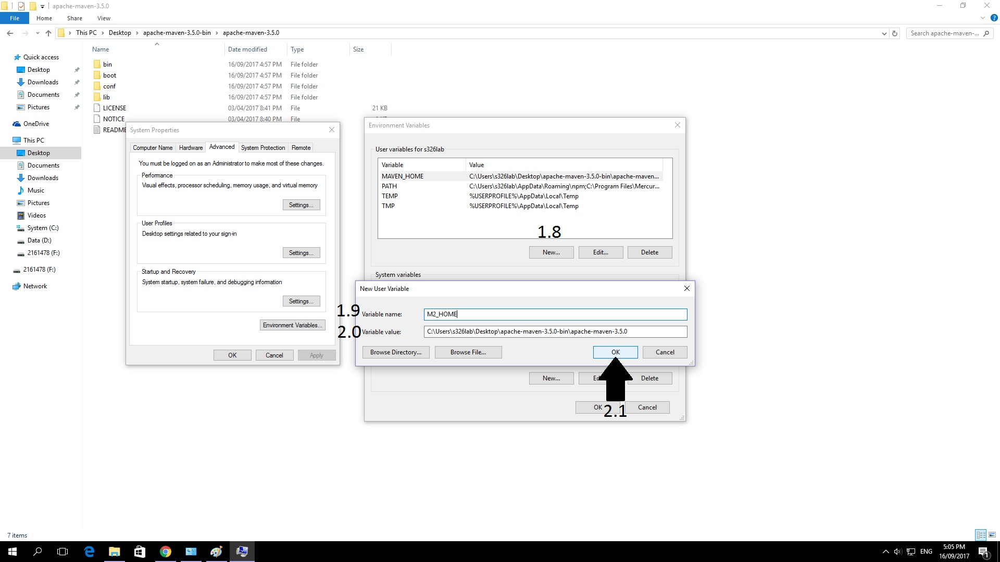 apache-maven-3.5.0
File Home Share View
This PC Desktop apache-maven-3.5.0-bin apache-maven-3.5.0
Search apache-maven-...
Name Date modified Type Size
Quick access
Desktop
Downloads
Documents
Pictures
OneDrive
This PC
Desktop
Documents
Downloads
Music
Pictures
Videos
System (C:)
Data (D:)
2161478 (F:)
2161478 (F:)
Network
bin 16/09/2017 4:57 PM File folder
boot 16/09/2017 4:57 PM File folder
conf 16/09/2017 4:57 PM File folder
lib 16/09/2017 4:57 PM File folder
LICENSE 03/04/2017 8:41 PM File 21 KB
NOTICE 03/04/2017 8:40 PM File
README
System Properties
Computer Name Hardware Advanced System Protection Remote
You must be logged on as an Administrator to make most of these changes.
Performance
Visual effects, processor scheduling, memory usage, and virtual memory
Settings...
User Profiles
Desktop settings related to your sign-in
Settings...
Startup and Recovery
System startup, system failure, and debugging information
Settings...
Environment Variables...
OK Cancel Apply
Environment Variables
User variables for s326lab
Variable Value
MAVEN_HOME C:\Users\s326lab\Desktop\apache-maven-3.5.0-bin\apache-maven...
PATH C:\Users\s326lab\AppData\Roaming\npm;C:\Program Files\Mercur...
TEMP %USERPROFILE%\AppData\Local\Temp
TMP %USERPROFILE%\AppData\Local\Temp
1.8
New... Edit... Delete
System variables
New User Variable
1.9 Variable name: M2_HOME
2.0 Variable value: C:\Users\s326lab\Desktop\apache-maven-3.5.0-bin\apache-maven-3.5.0
Browse Directory... Browse File... OK Cancel
New... Delete
OK Cancel
2.1
7 items
ENG
5:05 PM
16/09/2017
1